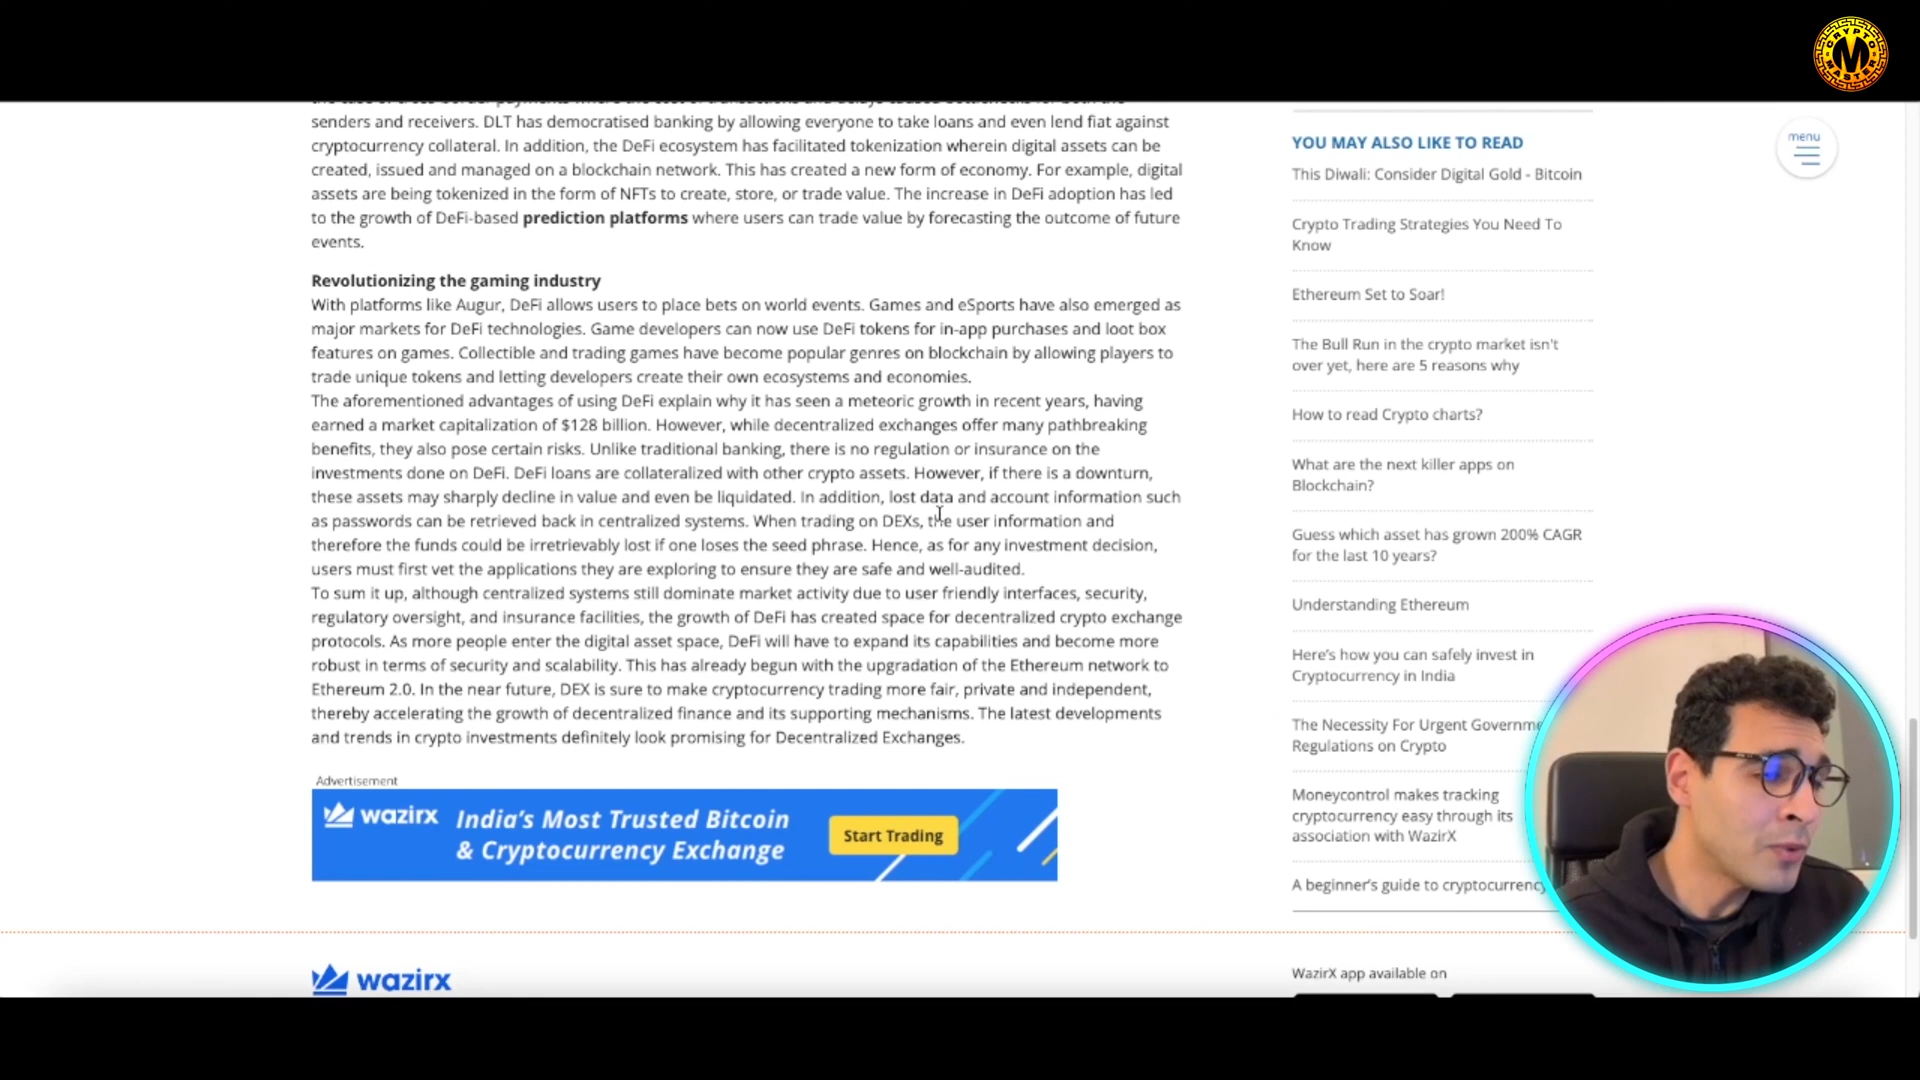 CRYPTO
M
MASTER
menu
senders and receivers. DLT has democratised banking by allowing everyone to take loans and even lend fiat against
cryptocurrency collateral. In addition, the DeFi ecosystem has facilitated tokenization wherein digital assets can be
created, issued and managed on a blockchain network. This has created a new form of economy. For example, digital
assets are being tokenized in the form of NFTs to create, store, or trade value. The increase in DeFi adoption has led
to the growth of DeFi-based prediction platforms where users can trade value by forecasting the outcome of future
events.
Revolutionizing the gaming industry
With platforms like Augur, DeFi allows users to place bets on world events. Games and eSports have also emerged as
major markets for DeFi technologies. Game developers can now use DeFi tokens for in-app purchases and loot box
features on games. Collectible and trading games have become popular genres on blockchain by allowing players to
trade unique tokens and letting developers create their own ecosystems and economies.
The aforementioned advantages of using DeFi explain why it has seen a meteoric growth in recent years, having
earned a market capitalization of $128 billion. However, while decentralized exchanges offer many pathbreaking
benefits, they also pose certain risks. Unlike traditional banking, there is no regulation or insurance on the
investments done on DeFi. DeFi loans are collateralized with other crypto assets. However, if there is a downturn,
these assets may sharply decline in value and even be liquidated. In addition, lost data and account information such
as passwords can be retrieved back in centralized systems. When trading on DEXs, the user information and
therefore the funds could be irretrievably lost if one loses the seed phrase. Hence, as for any investment decision,
users must first vet the applications they are exploring to ensure they are safe and well-audited.
To sum it up, although centralized systems still dominate market activity due to user friendly interfaces, security,
regulatory oversight, and insurance facilities, the growth of DeFi has created space for decentralized crypto exchange
protocols. As more people enter the digital asset space, DeFi will have to expand its capabilities and become more
robust in terms of security and scalability. This has already begun with the upgradation of the Ethereum network to
Ethereum 2.0. In the near future, DEX is sure to make cryptocurrency trading more fair, private and independent,
thereby accelerating the growth of decentralized finance and its supporting mechanisms. The latest developments
and trends in crypto investments definitely look promising for Decentralized Exchanges.
Advertisement
wazirx
India's Most Trusted Bitcoin
& Cryptocurrency Exchange
Start Trading
wazirx
YOU MAY ALSO LIKE TO READ
This Diwali: Consider Digital Gold - Bitcoin
Crypto Trading Strategies You Need To
Know
Ethereum Set to Soar!
The Bull Run in the crypto market isn't
over yet, here are 5 reasons why
How to read Crypto charts?
What are the next killer apps on
Blockchain?
Guess which asset has grown 200% CAGR
for the last 10 years?
Understanding Ethereum
Here's how you can safely invest in
Cryptocurrency in India
The Necessity For Urgent Governme
Regulations on Crypto
Moneycontrol makes tracking
cryptocurrency easy through its
association with WazirX
A beginner's guide to cryptocurrency
WazirX app available on